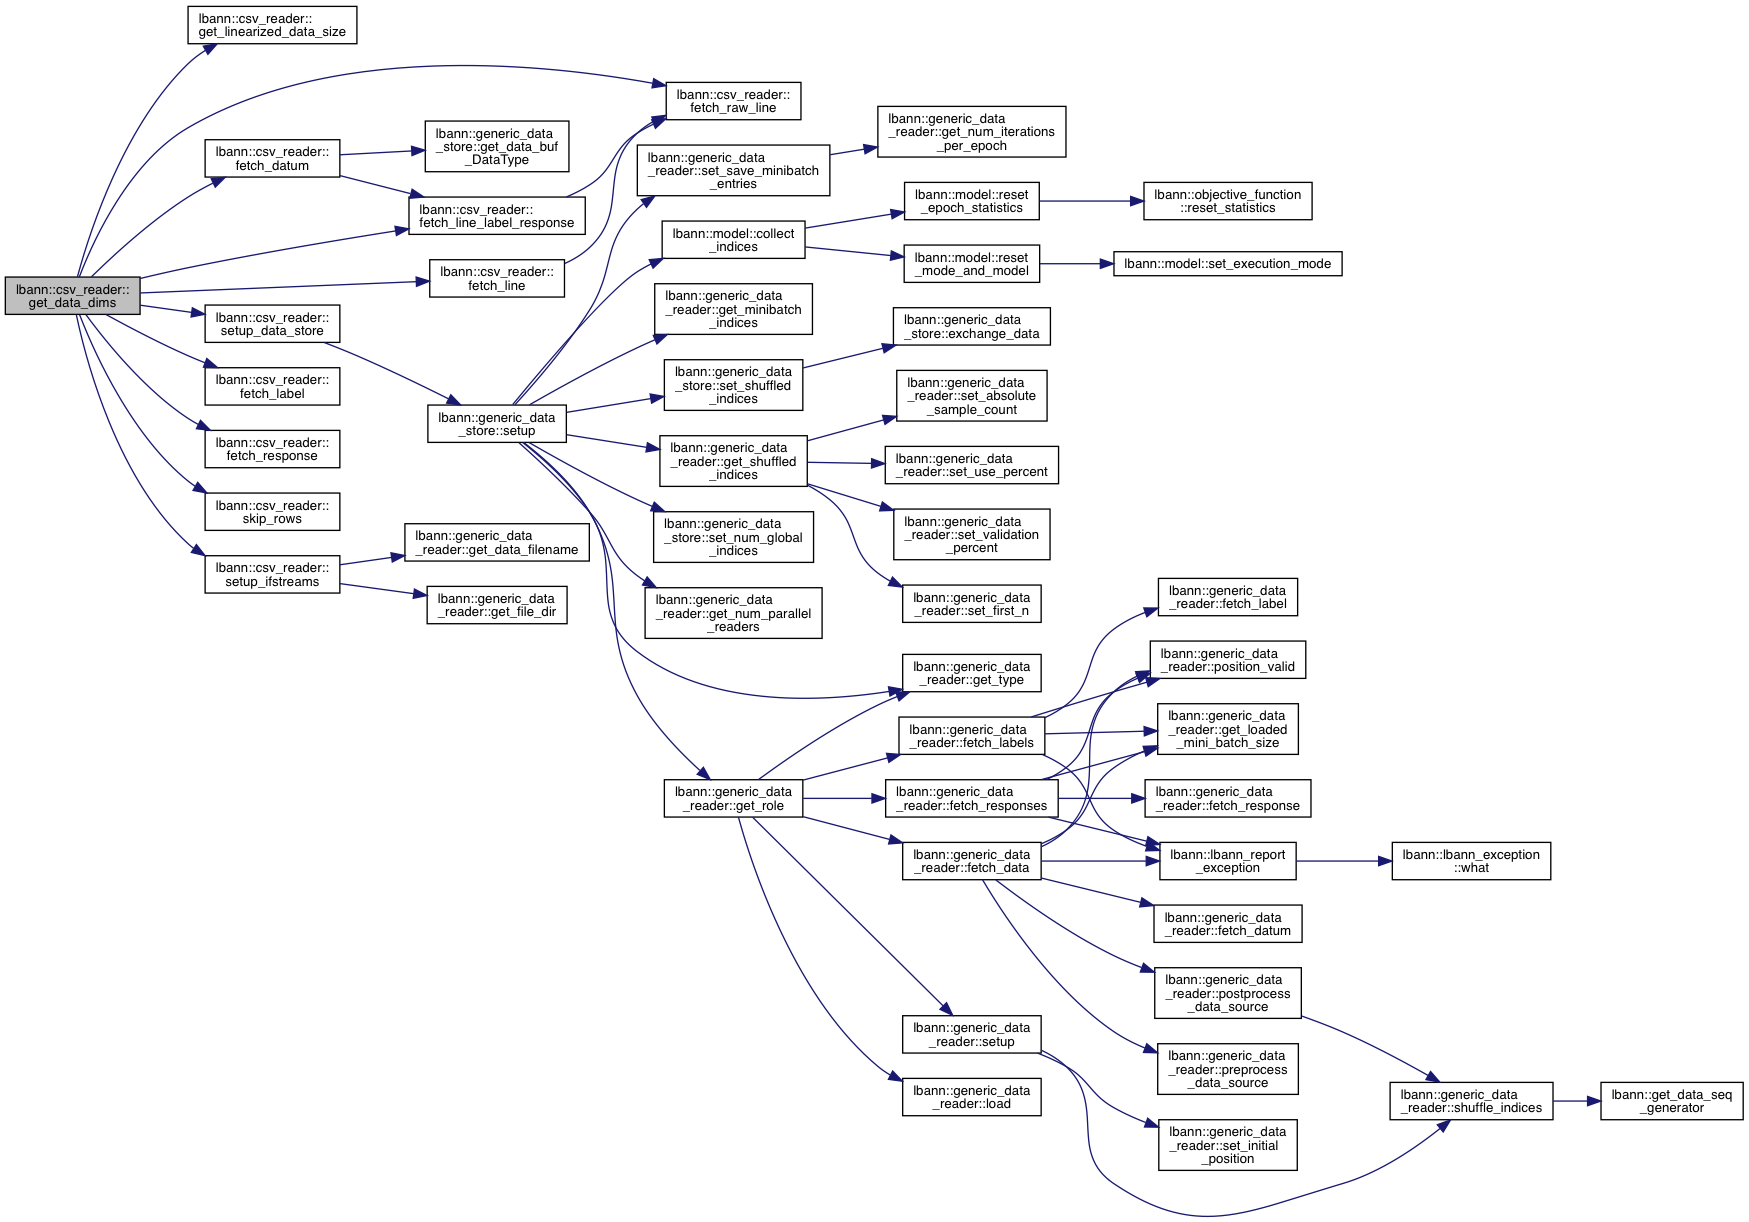 lbann::csv_reader::
get_data_dims
lbann::csv_reader::
get_linearized_data_size
lbann::csv_reader::
fetch_raw_line
lbann::csv_reader::
fetch_datum
lbann::generic_data
_store::get_data_buf
_DataType
lbann::csv_reader::
fetch_line_label_response
lbann::csv_reader::
fetch_line
lbann::csv_reader::
setup_data_store
lbann::csv_reader::
fetch_label
lbann::csv_reader::
fetch_response
lbann::csv_reader::
skip_rows
lbann::csv_reader::
setup_ifstreams
lbann::generic_data
_store::setup
lbann::generic_data
_reader::get_data_filename
lbann::generic_data
_reader::get_file_dir
lbann::generic_data
_reader::set_save_minibatch
_entries
lbann::model::collect
_indices
lbann::generic_data
_reader::get_minibatch
_indices
lbann::generic_data
_store::set_shuffled
_indices
lbann::generic_data
_reader::get_shuffled
_indices
lbann::generic_data
_store::set_num_global
_indices
lbann::generic_data
_reader::get_num_parallel
_readers
lbann::generic_data
_reader::get_role
lbann::generic_data
_reader::get_num_iterations
_per_epoch
lbann::model::reset
_epoch_statistics
lbann::model::reset
_mode_and_model
lbann::generic_data
_store::exchange_data
lbann::generic_data
_reader::set_absolute
_sample_count
lbann::generic_data
_reader::set_use_percent
lbann::generic_data
_reader::set_validation
_percent
lbann::generic_data
_reader::set_first_n
lbann::generic_data
_reader::get_type
lbann::generic_data
_reader::fetch_labels
lbann::generic_data
_reader::fetch_responses
lbann::generic_data
_reader::fetch_data
lbann::generic_data
_reader::setup
lbann::generic_data
_reader::load
lbann::objective_function
::reset_statistics
lbann::model::set_execution_mode
lbann::generic_data
_reader::fetch_label
lbann::generic_data
_reader::position_valid
lbann::generic_data
_reader::get_loaded
_mini_batch_size
lbann::generic_data
_reader::fetch_response
lbann::lbann_report
_exception
lbann::generic_data
_reader::fetch_datum
lbann::generic_data
_reader::postprocess
_data_source
lbann::generic_data
_reader::preprocess
_data_source
lbann::generic_data
_reader::set_initial
_position
lbann::lbann_exception
::what
lbann::generic_data
_reader::shuffle_indices
lbann::get_data_seq
_generator